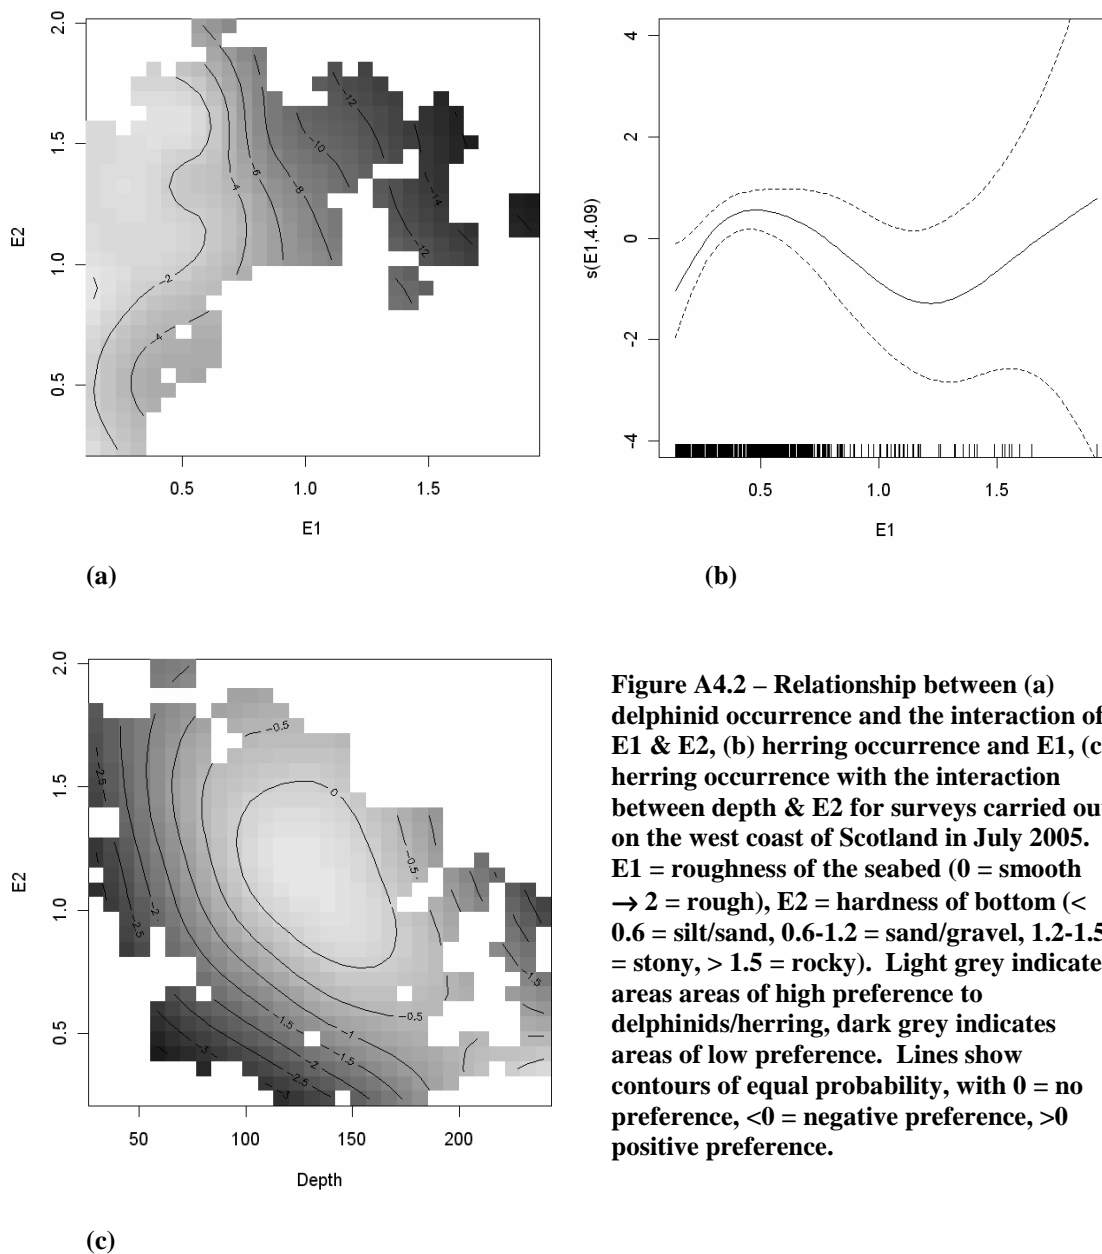 2.0
1.5
1.0
0.5
E2
-2
-4
-4
-6
-8
-10
-12
-14
-12
0.5 1.0 1.5
E1
(a)
4
2
0
-2
-4
s(E1,4.09)
0.5 1.0 1.5
E1
(b)
2.0
1.5
1.0
0.5
E2
-2.5
-2.5
-2
-0.5
0
-0.5
-0.5
-1
-1.5
-1.5
-2
-2.5
-3
-3
-1.5
50 100 150 200
Depth
(c)
Figure A4.2 – Relationship between (a)
delphinid occurrence and the interaction of
E1 & E2, (b) herring occurrence and E1, (c
herring occurrence with the interaction
between depth & E2 for surveys carried ou
on the west coast of Scotland in July 2005.
E1 = roughness of the seabed (0 = smooth
→ 2 = rough), E2 = hardness of bottom (<
0.6 = silt/sand, 0.6-1.2 = sand/gravel, 1.2-1.5
= stony, > 1.5 = rocky). Light grey indicate
areas areas of high preference to
delphinids/herring, dark grey indicates
areas of low preference. Lines show
contours of equal probability, with 0 = no
preference, <0 = negative preference, >0
positive preference.